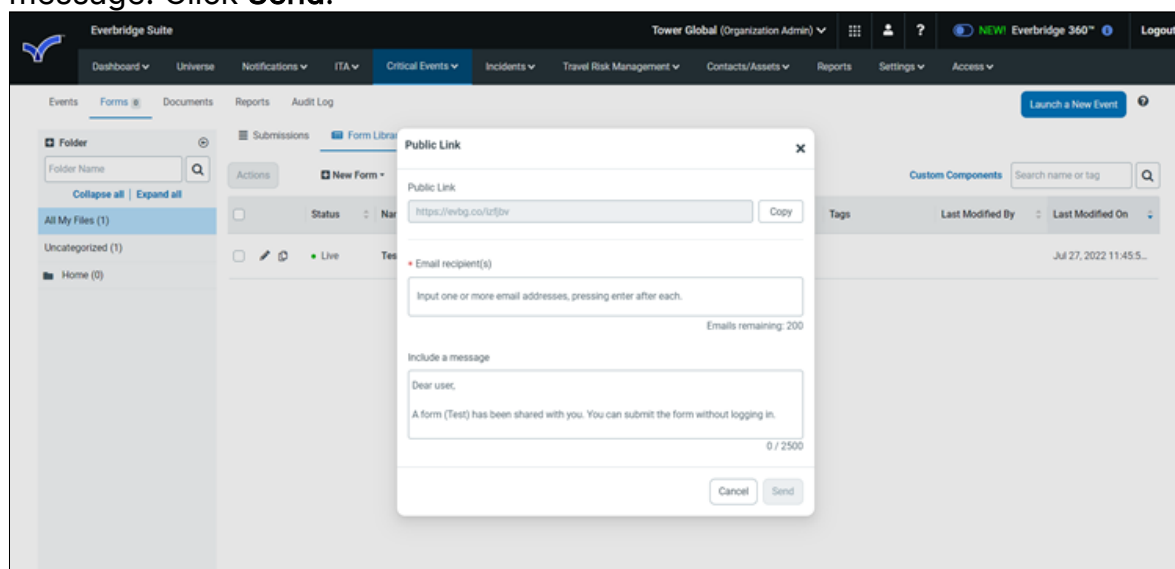 message. Click Send.
Everbridge Suite
Tower Global (Organization Admin)
?
NEW! Everbridge 360™
Logout
Dashboard
Universe
Notifications
ITA
Critical Events
Incidents
Travel Risk Management
Contacts/Assets
Reports
Settings
Access
Events
Forms
Documents
Reports
Audit Log
Launch a New Event
Folder
Submissions
Form Librar
Folder Name
Collapse all | Expand all
Actions
New Form
Custom Components
Search name or tag
All My Files (1)
Status
Nar
Tags
Last Modified By
Last Modified On
Uncategorized (1)
Live
Tes
Jul 27, 2022 11:45:5...
Home (0)
Public Link
Public Link
https://evbg.co/izfjbv
Copy
* Email recipient(s)
Input one or more email addresses, pressing enter after each.
Emails remaining: 200
Include a message
Dear user,
A form (Test) has been shared with you. You can submit the form without logging in.
0 / 2500
Cancel
Send